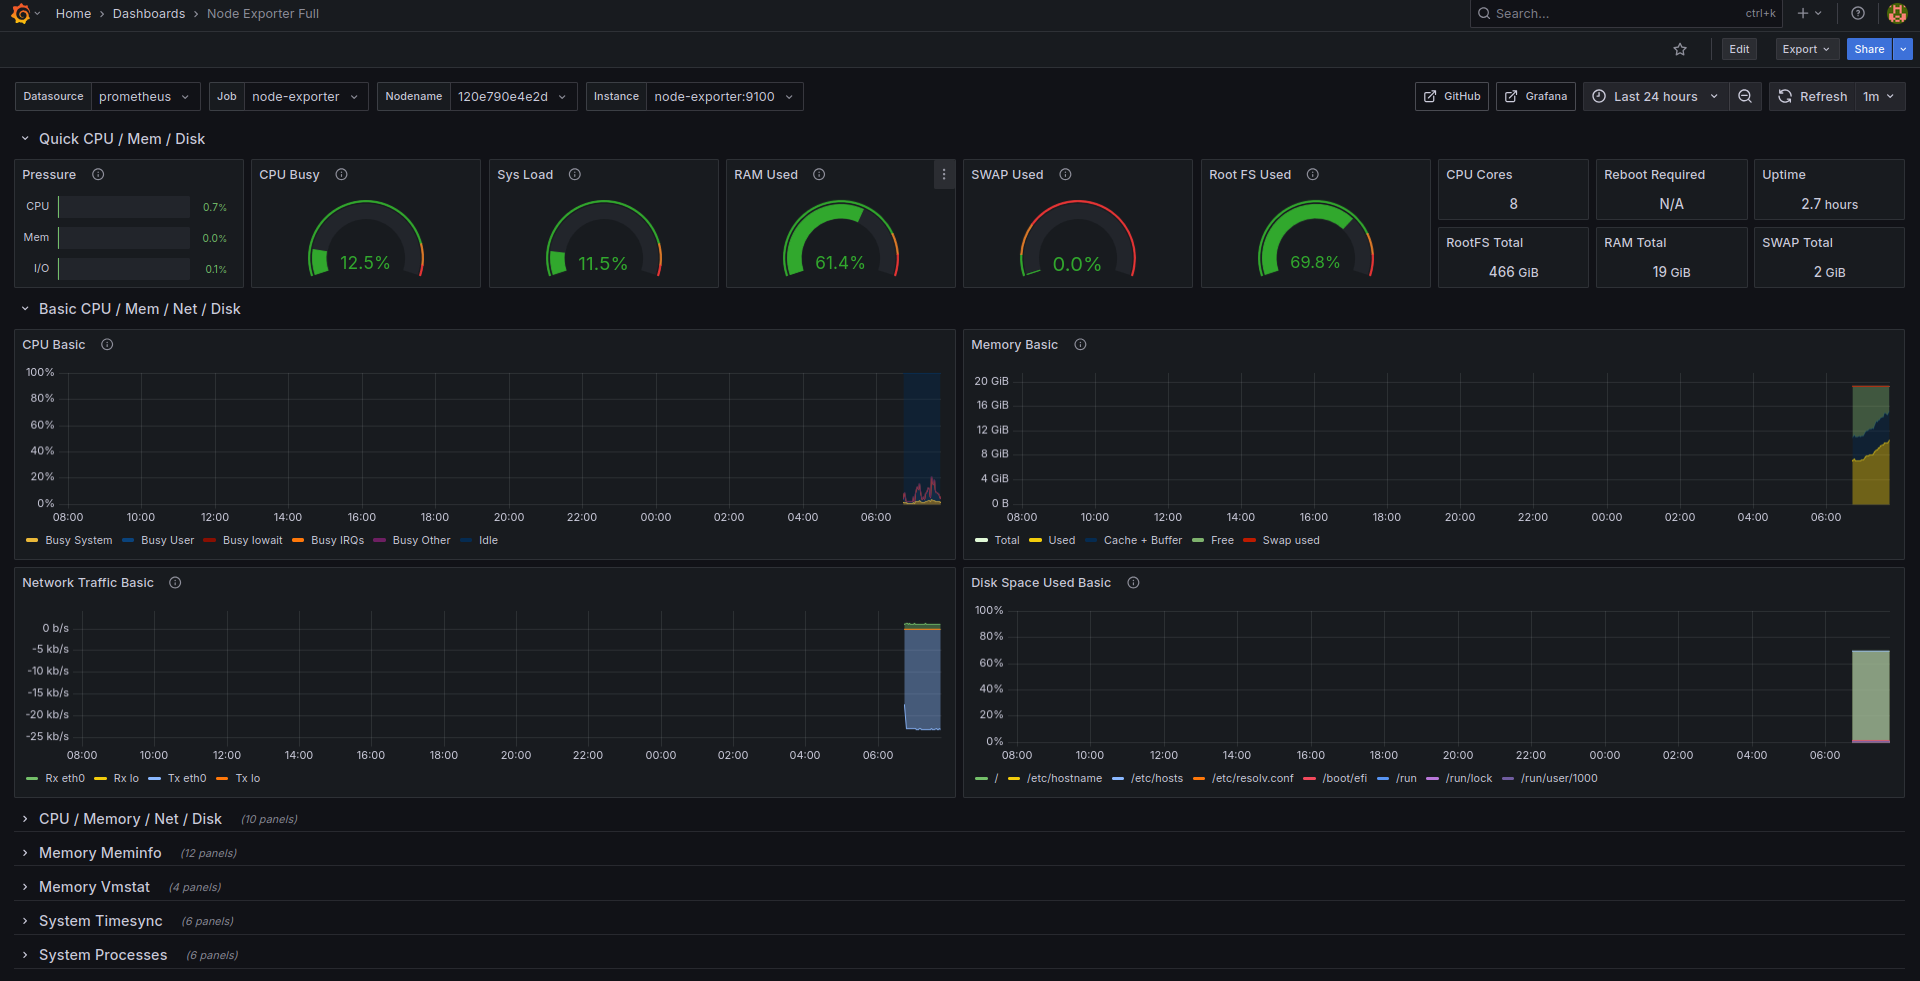 Home › Dashboards › Node Exporter Full
Search... ctrl+k
Edit Export Share
Datasource prometheus Job node-exporter Nodename 120e790e4e2d Instance node-exporter:9100 GitHub Grafana Last 24 hours Refresh 1m
Quick CPU / Mem / Disk
Pressure
CPU 0.7%
Mem 0.0%
I/O 0.1%
CPU Busy
12.5%
Sys Load
11.5%
RAM Used
61.4%
SWAP Used
0.0%
Root FS Used
69.8%
CPU Cores
8
Reboot Required
N/A
Uptime
2.7 hours
RootFS Total
466 GiB
RAM Total
19 GiB
SWAP Total
2 GiB
Basic CPU / Mem / Net / Disk
CPU Basic
100%
80%
60%
40%
20%
0%
08:00 10:00 12:00 14:00 16:00 18:00 20:00 22:00 00:00 02:00 04:00 06:00
Busy System Busy User Busy Iowait Busy IRQs Busy Other Idle
Memory Basic
20 GiB
16 GiB
12 GiB
8 GiB
4 GiB
0 B
08:00 10:00 12:00 14:00 16:00 18:00 20:00 22:00 00:00 02:00 04:00 06:00
Total Used Cache + Buffer Free Swap used
Network Traffic Basic
0 b/s
-5 kb/s
-10 kb/s
-15 kb/s
-20 kb/s
-25 kb/s
08:00 10:00 12:00 14:00 16:00 18:00 20:00 22:00 00:00 02:00 04:00 06:00
Rx eth0 Rx lo Tx eth0 Tx lo
Disk Space Used Basic
100%
80%
60%
40%
20%
0%
08:00 10:00 12:00 14:00 16:00 18:00 20:00 22:00 00:00 02:00 04:00 06:00
/ /etc/hostname /etc/hosts /etc/resolv.conf /boot/efi /run /run/lock /run/user/1000
CPU / Memory / Net / Disk (10 panels)
Memory Meminfo (12 panels)
Memory Vmstat (4 panels)
System Timesync (6 panels)
System Processes (6 panels)